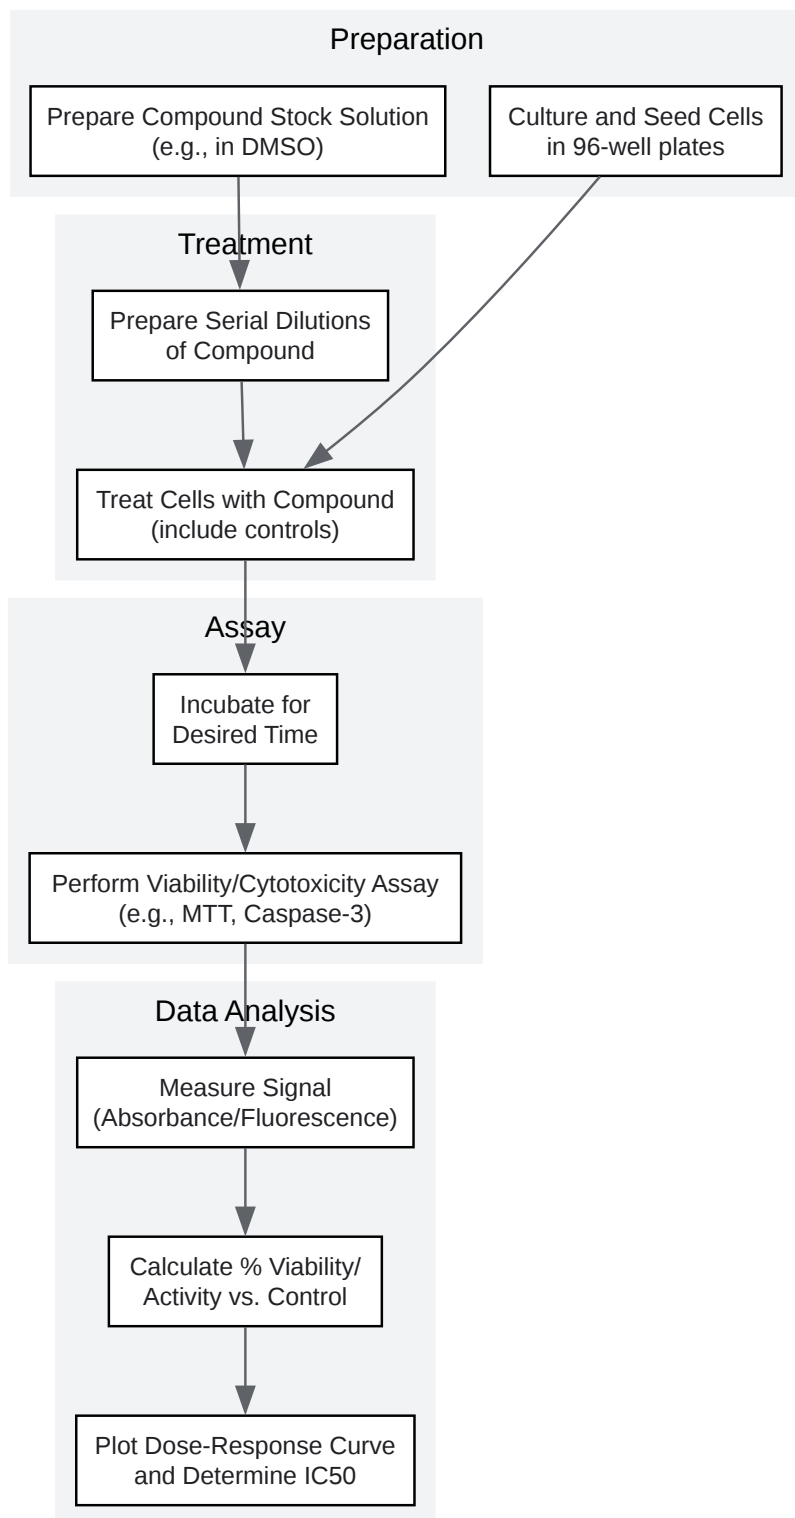 Preparation
Prepare Compound Stock Solution
(e.g., in DMSO)
Culture and Seed Cells
in 96-well plates
Treatment
Prepare Serial Dilutions
of Compound
Treat Cells with Compound
(include controls)
Assay
Incubate for
Desired Time
Perform Viability/Cytotoxicity Assay
(e.g., MTT, Caspase-3)
Data Analysis
Measure Signal
(Absorbance/Fluorescence)
Calculate % Viability/
Activity vs. Control
Plot Dose-Response Curve
and Determine IC50